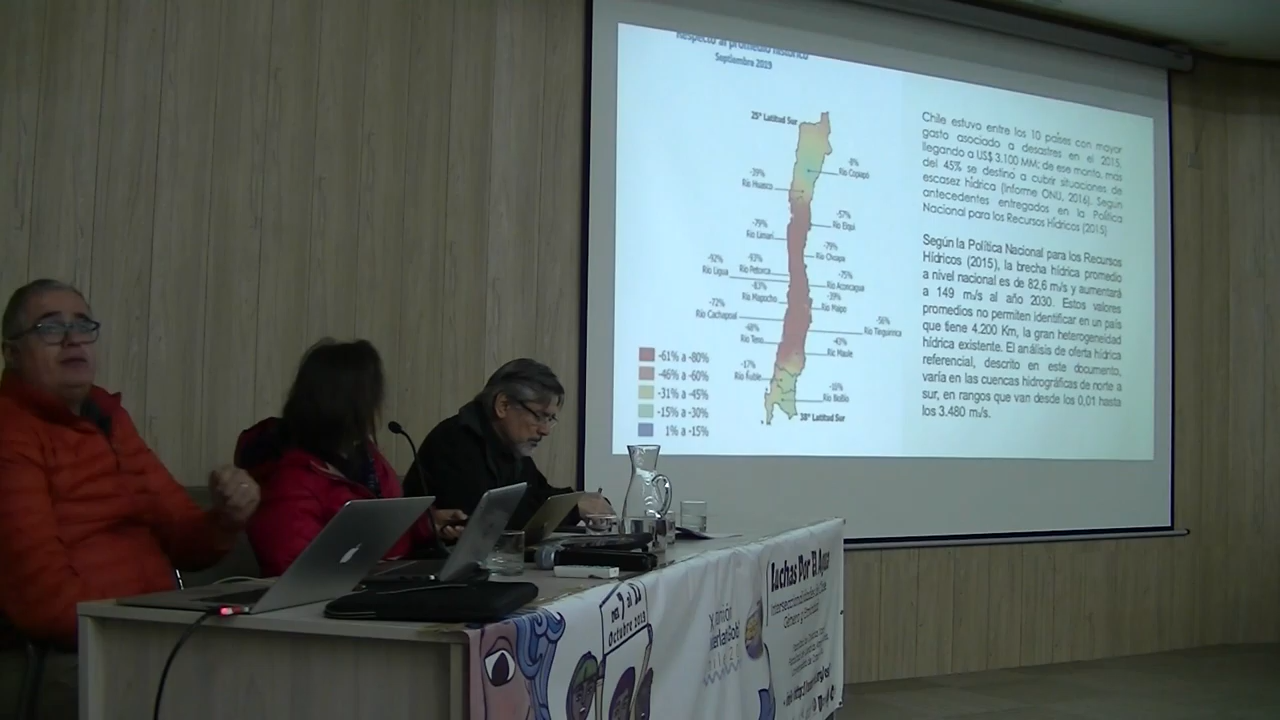 Respecto al promedio histórico
Septiembre 2019
25° Latitud Sur
-8%
Río Copapó
-39%
Río Huasco
-57%
Río Elqui
-79%
Río Limarí
-79%
Río Choapa
-92%
Río Ligua
-93%
Río Petorca
-75%
Río Aconcagua
-83%
Río Mapocho
-39%
Río Maipo
-72%
Río Cachapoal
-56%
Río Tinguiririca
-68%
Río Teno
-43%
Río Maule
-17%
Río Ñuble
Río BioBío
38° Latitud Sur
-61% a -80%
-46% a -60%
-31% a -45%
-15% a -30%
1% a -15%
Chile estuvo entre los 10 países con mayor
gasto asociado a desastres en el 2015,
llegando a US$ 3.100 MM; de ese monto, más
del 45% se destinó a cubrir situaciones de
escasez hídrica (Informe ONU, 2016). Según
antecedentes entregados en la Política
Nacional para los Recursos Hídricos (2015)
Según la Política Nacional para los Recursos
Hídricos (2015), la brecha hídrica promedio
a nivel nacional es de 82,6 m/s y aumentará
a 149 m/s al año 2030. Estos valores
promedios no permiten identificar en un país
que tiene 4.200 Km, la gran heterogeneidad
hídrica existente. El análisis de oferta hídrica
referencial, descrito en este documento,
varía en las cuencas hidrográficas de norte a
sur, en rangos que van desde los 0,01 hasta
los 3.480 m/s.
Octubre 2019
Luchas Por El Agua